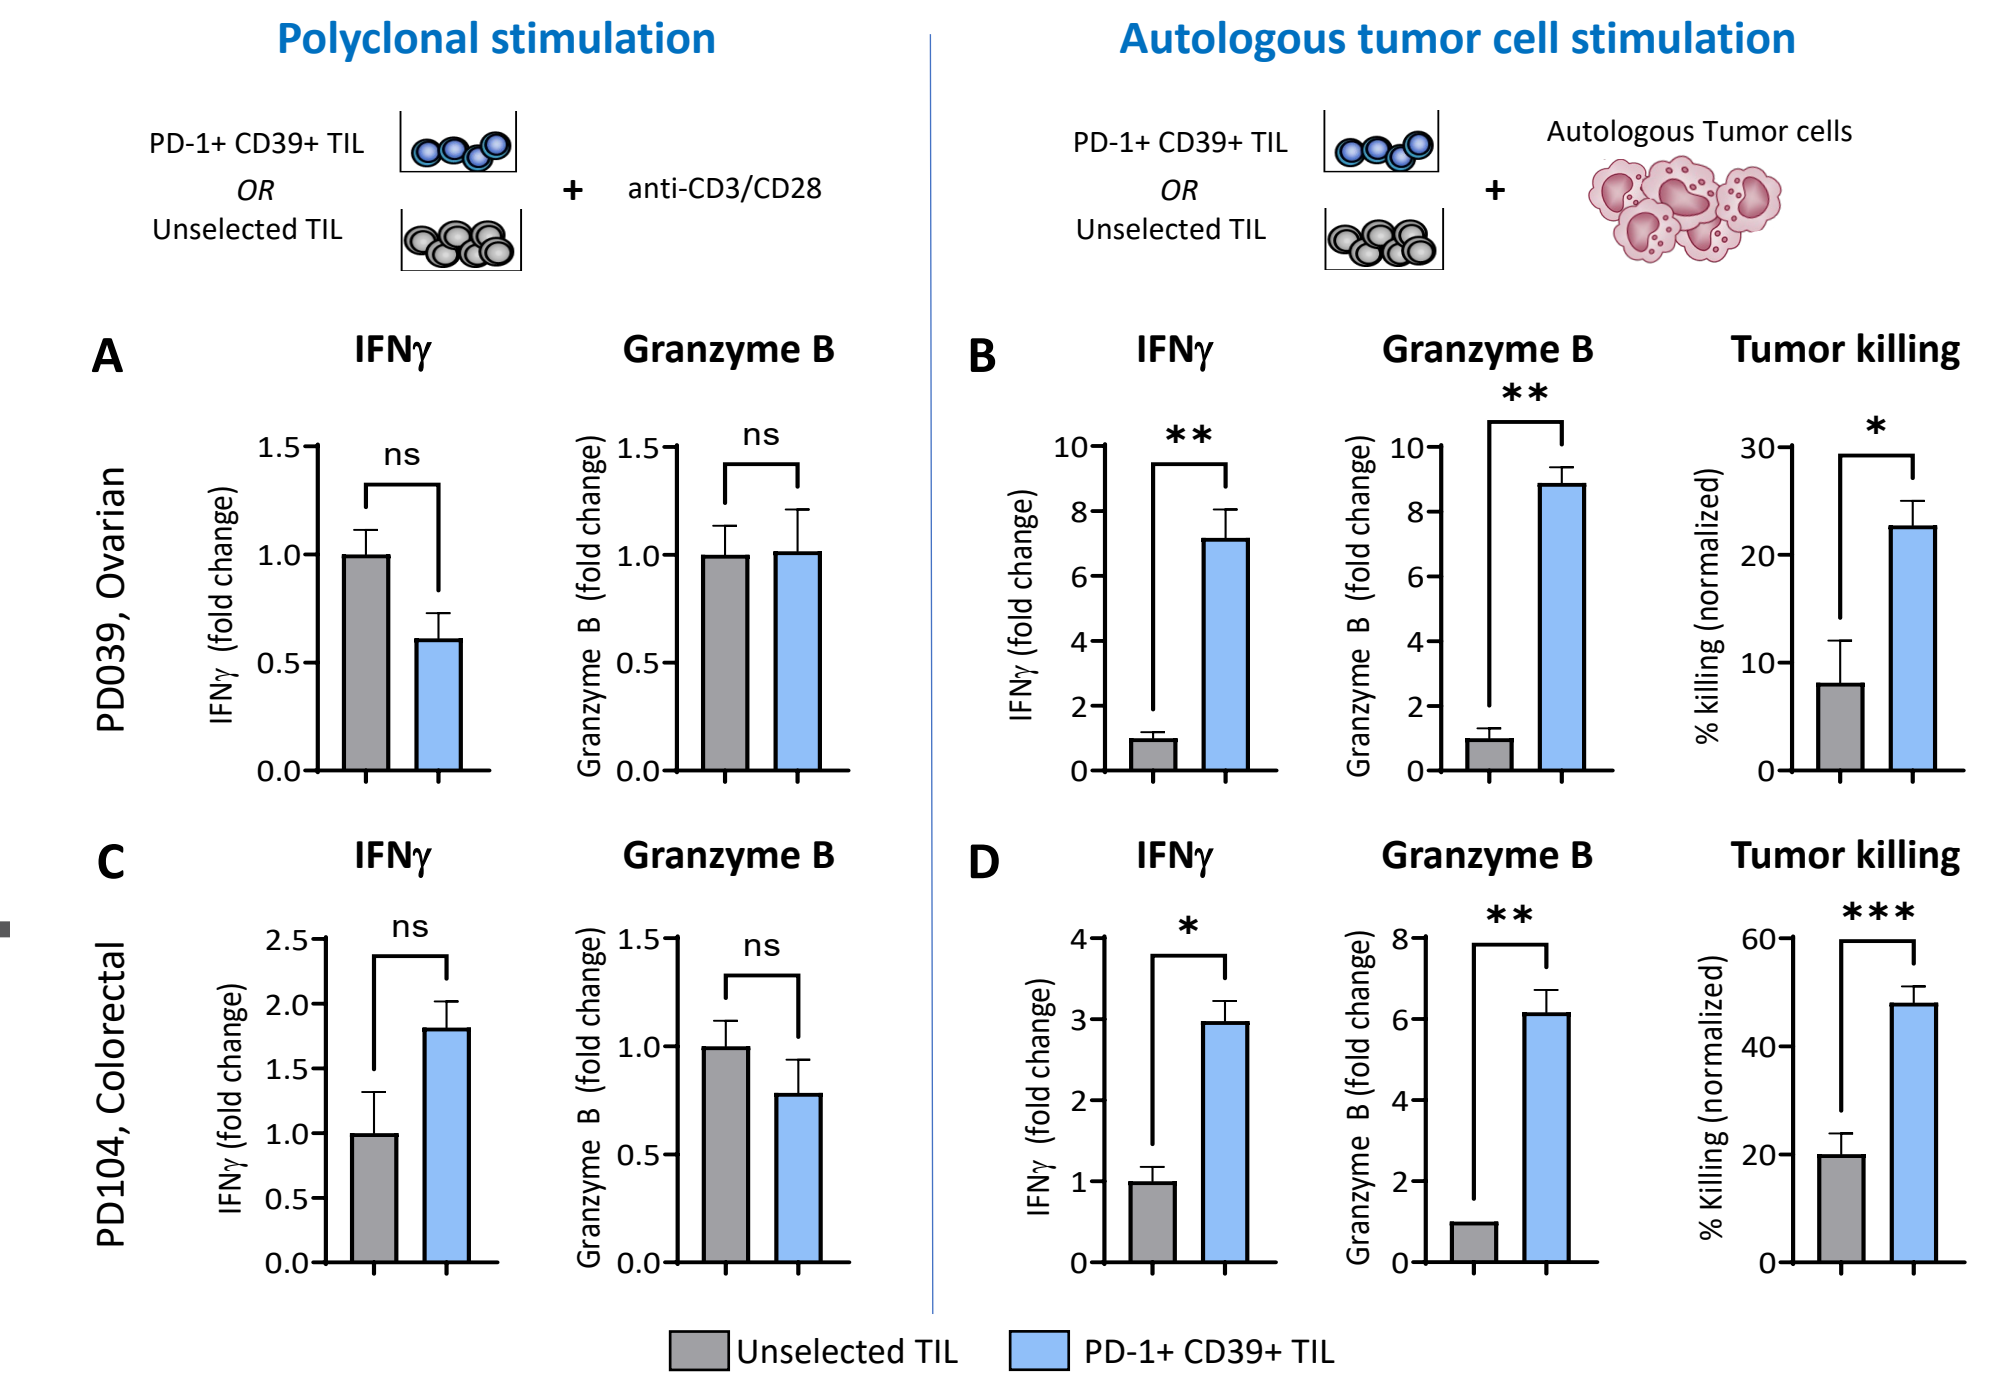 Polyclonal stimulation
PD-1+ CD39+ TIL
OR
Unselected TIL
+
anti-CD3/CD28
Autologous tumor cell stimulation
PD-1+ CD39+ TIL
OR
Unselected TIL
+
Autologous Tumor cells
PD039, Ovarian
A
IFNγ
IFNγ (fold change)
1.5
1.0
0.5
0.0
ns
Granzyme B
Granzyme B (fold change)
1.5
1.0
0.5
0.0
ns
B
IFNγ
IFNγ (fold change)
10
8
6
4
2
0
**
Granzyme B
Granzyme B (fold change)
10
8
6
4
2
0
**
Tumor killing
% killing (normalized)
30
20
10
0
*
PD104, Colorectal
C
IFNγ
IFNγ (fold change)
2.5
2.0
1.5
1.0
0.5
0.0
ns
Granzyme B
Granzyme B (fold change)
1.5
1.0
0.5
0.0
ns
D
IFNγ
IFNγ (fold change)
4
3
2
1
0
*
Granzyme B
Granzyme B (fold change)
8
6
4
2
0
**
Tumor killing
% Killing (normalized)
60
40
20
0
***
Unselected TIL
PD-1+ CD39+ TIL